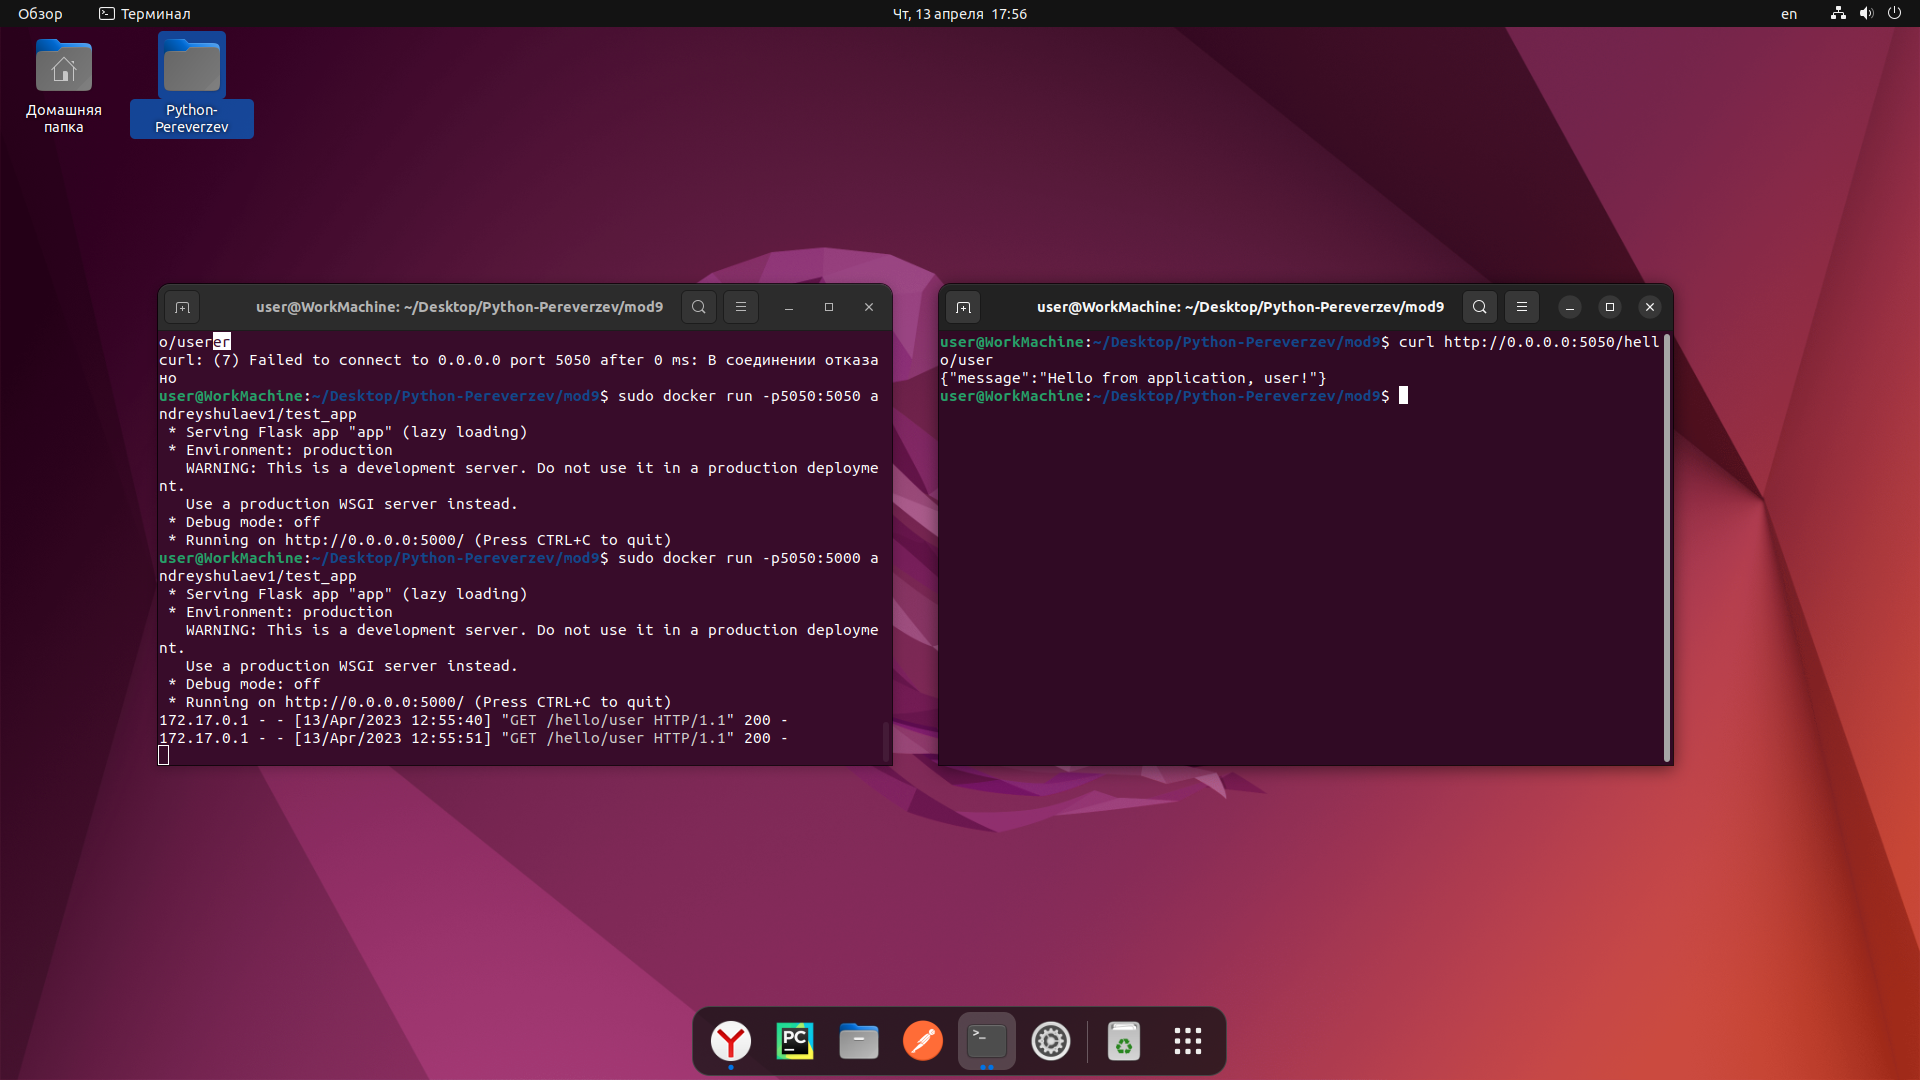 Обзор
Терминал
Чт, 13 апреля 17:56
en
Домашняя
папка
Python-
Pereverzev
user@WorkMachine: ~/Desktop/Python-Pereverzev/mod9
o/userer
curl: (7) Failed to connect to 0.0.0.0 port 5050 after 0 ms: В соединении отказа
но
user@WorkMachine:~/Desktop/Python-Pereverzev/mod9$ sudo docker run -p5050:5050 a
ndreyshulaev1/test_app
* Serving Flask app "app" (lazy loading)
* Environment: production
WARNING: This is a development server. Do not use it in a production deployme
nt.
Use a production WSGI server instead.
* Debug mode: off
* Running on http://0.0.0.0:5000/ (Press CTRL+C to quit)
user@WorkMachine:~/Desktop/Python-Pereverzev/mod9$ sudo docker run -p5050:5000 a
ndreyshulaev1/test_app
* Serving Flask app "app" (lazy loading)
* Environment: production
WARNING: This is a development server. Do not use it in a production deployme
nt.
Use a production WSGI server instead.
* Debug mode: off
* Running on http://0.0.0.0:5000/ (Press CTRL+C to quit)
172.17.0.1 - - [13/Apr/2023 12:55:40] "GET /hello/user HTTP/1.1" 200 -
172.17.0.1 - - [13/Apr/2023 12:55:51] "GET /hello/user HTTP/1.1" 200 -
user@WorkMachine: ~/Desktop/Python-Pereverzev/mod9
user@WorkMachine:~/Desktop/Python-Pereverzev/mod9$ curl http://0.0.0.0:5050/hell
o/user
{"message":"Hello from application, user!"}
user@WorkMachine:~/Desktop/Python-Pereverzev/mod9$
PC